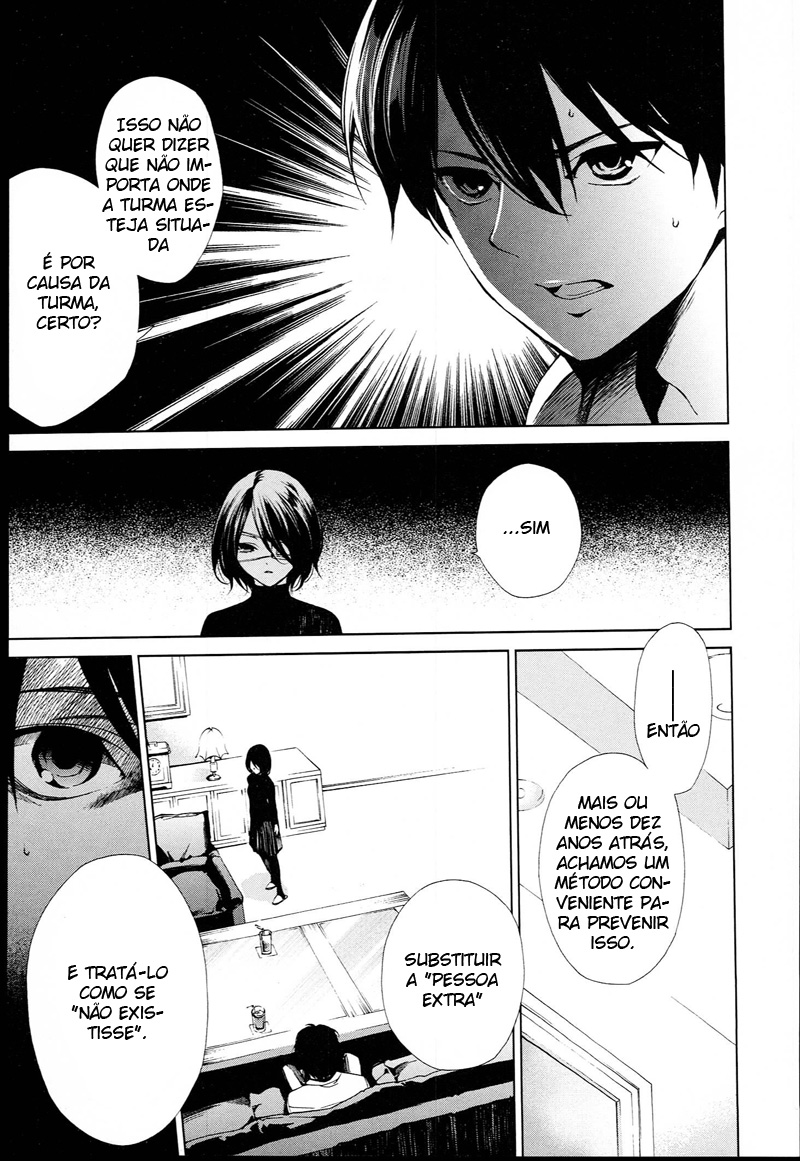 ISSO NÃO
QUER DIZER
QUE NÃO IM-
PORTA ONDE
A TURMA ES-
TEJA SITUA-
DA
É POR
CAUSA DA
TURMA,
CERTO?
...SIM
— ENTÃO
MAIS OU
MENOS DEZ
ANOS ATRÁS,
ACHAMOS UM
MÉTODO CON-
VENIENTE PA-
RA PREVENIR
ISSO.
SUBSTITUIR
A "PESSOA
EXTRA"
E TRATÁ-LO
COMO SE
"NÃO EXIS-
TISSE".